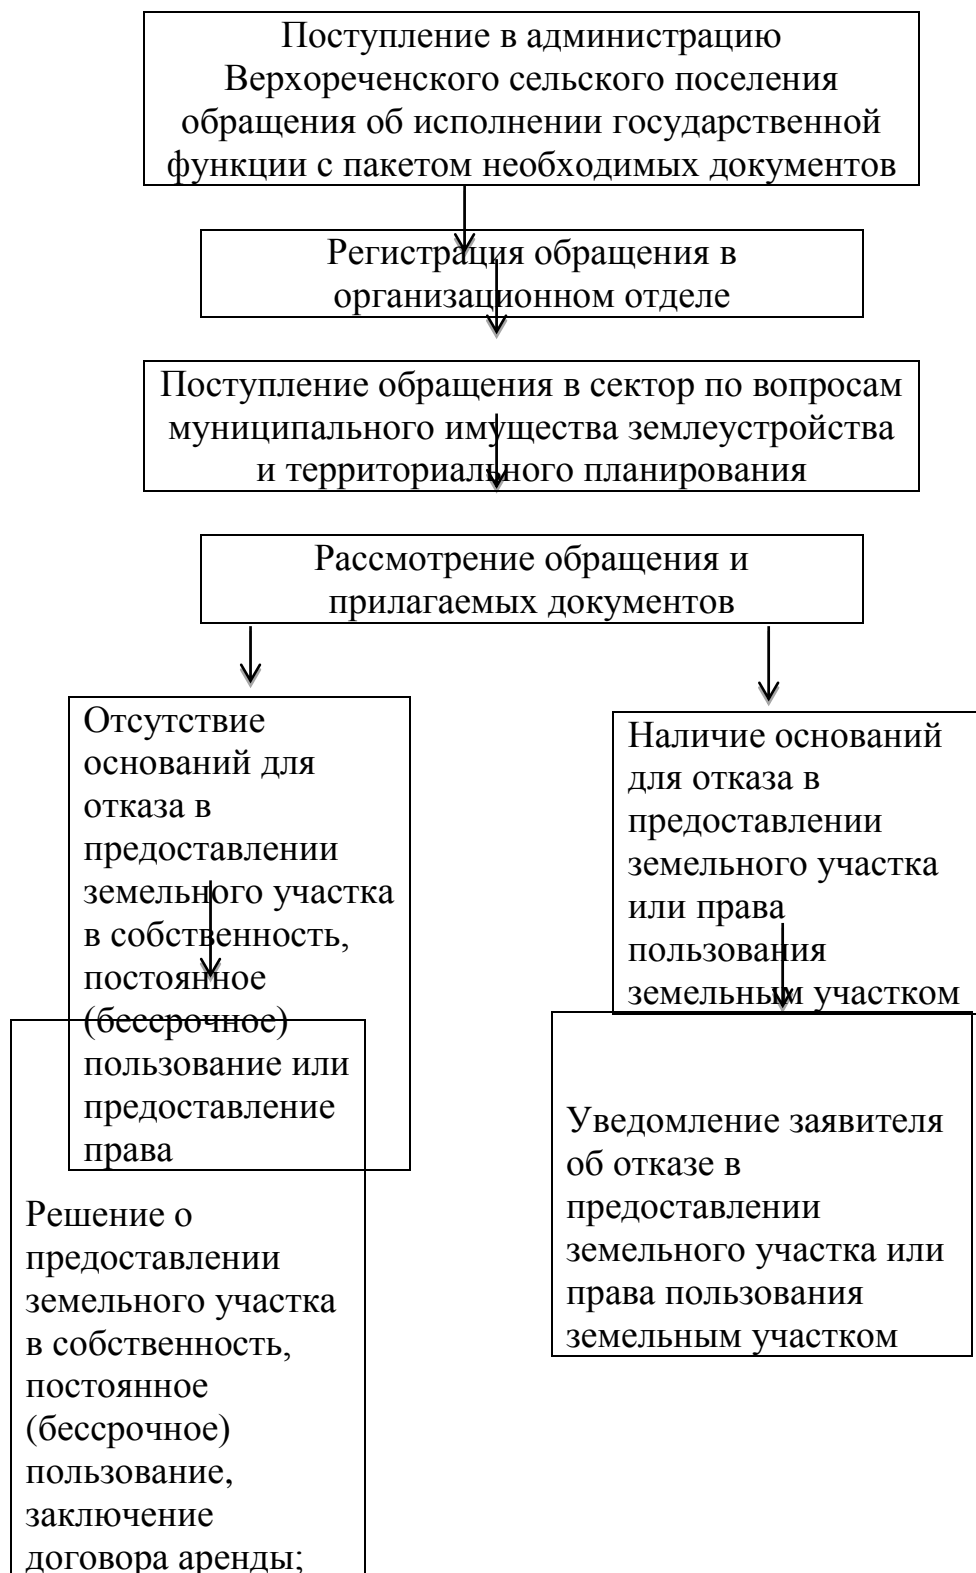 Поступление в администрацию
Верхореченского сельского поселения
обращения об исполнении государственной
функции с пакетом необходимых документов
Регистрация обращения в
организационном отделе
Поступление обращения в сектор по вопросам
муниципального имущества землеустройства
и территориального планирования
Рассмотрение обращения и
прилагаемых документов
Отсутствие
оснований для
отказа в
предоставлении
земельного участка
в собственность,
постоянное
(бессрочное)
пользование или
предоставление
права
Наличие оснований
для отказа в
предоставлении
земельного участка
или права
пользования
земельным участком
Решение о
предоставлении
земельного участка
в собственность,
постоянное
(бессрочное)
пользование,
заключение
договора аренды;
Уведомление заявителя
об отказе в
предоставлении
земельного участка или
права пользования
земельным участком